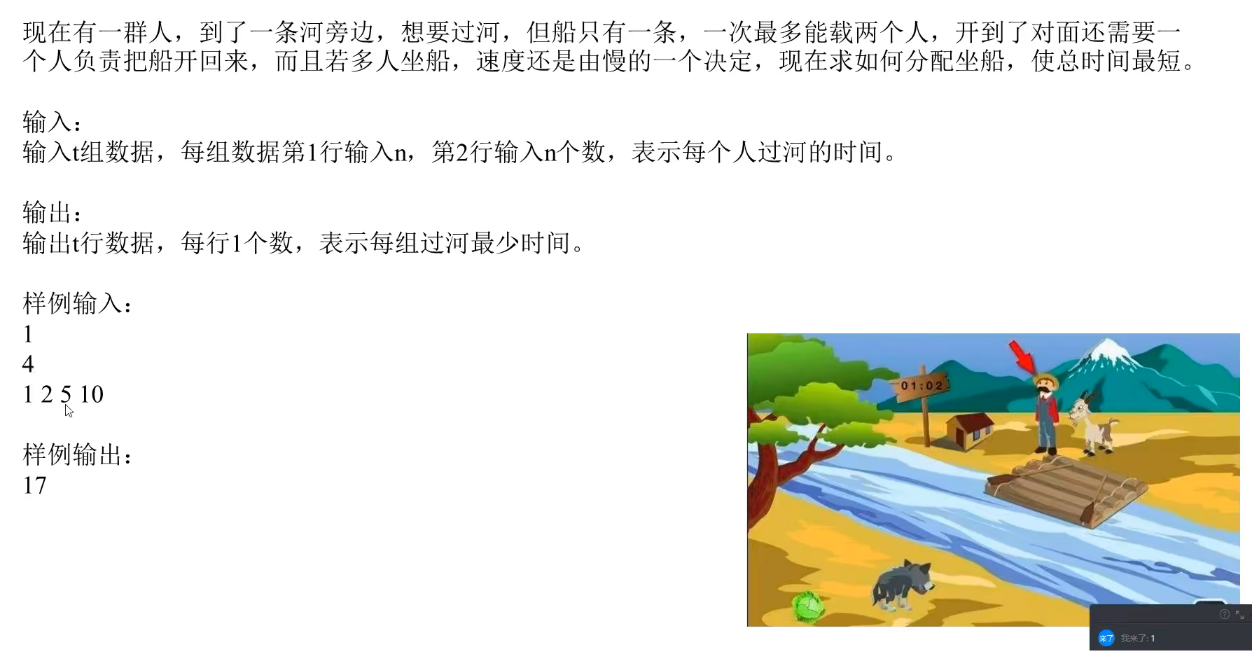 现在有一群人，到了一条河旁边，想要过河，但船只有一条，一次最多能载两个人，开到了对面还需要一
个人负责把船开回来，而且若多人坐船，速度还是由慢的一个决定，现在求如何分配坐船，使总时间最短。
输入：
输入t组数据，每组数据第1行输入n，第2行输入n个数，表示每个人过河的时间。
输出：
输出t行数据，每行1个数，表示每组过河最少时间。
样例输入：
1
4
1 2 5 10
样例输出：
17
01:02
来了 我来了: 1